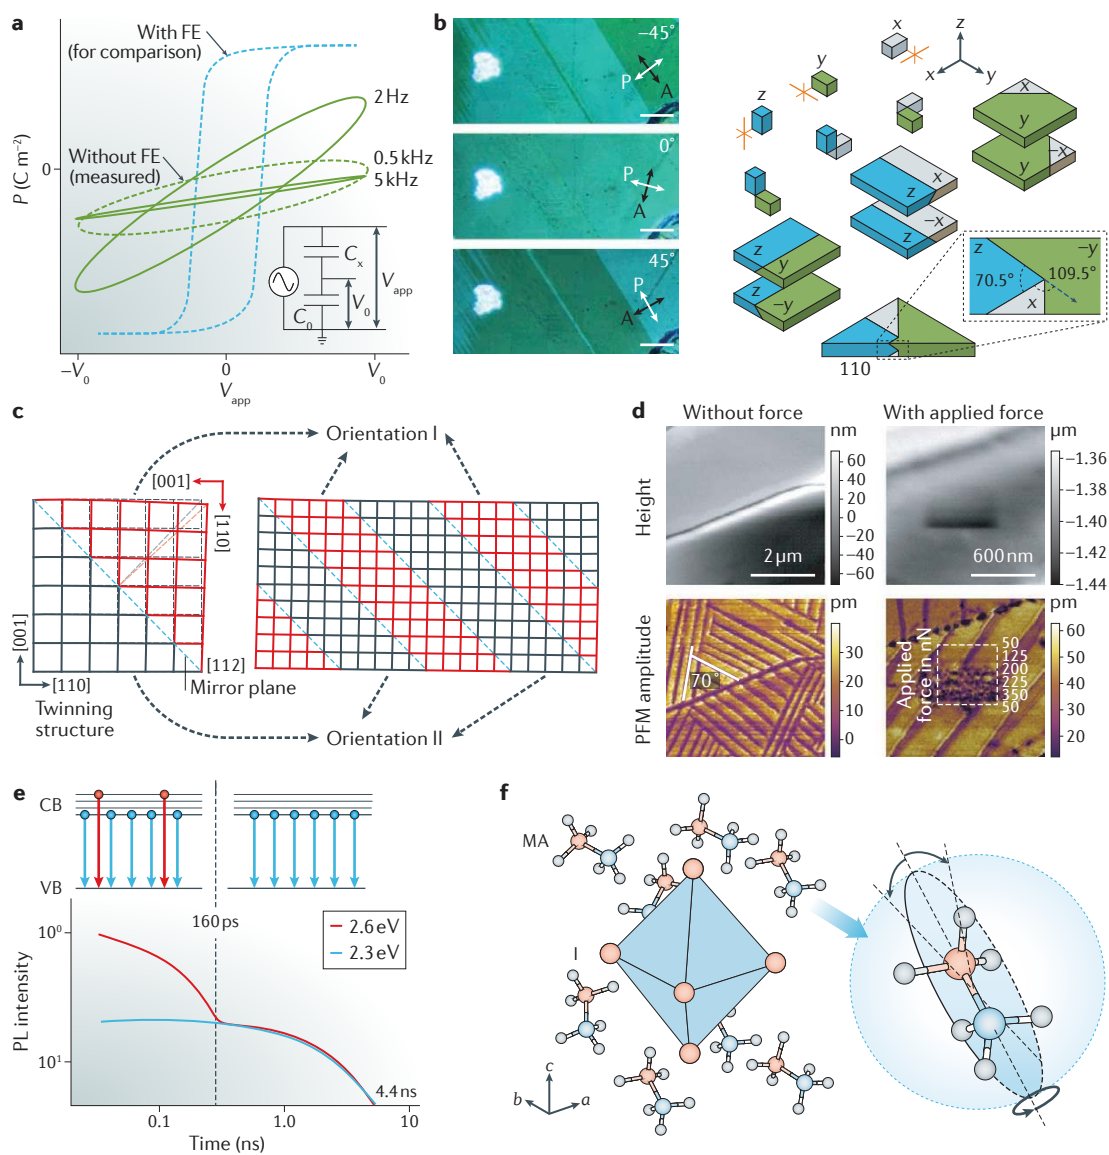 a
With FE
(for comparison)
2 Hz
Without FE
(measured)
0.5 kHz
5 kHz
0
P (C m⁻²)
Cₓ
C₀
V₀
V_app
−V₀
0
V₀
V_app
b
−45°
P
A
0°
P
A
45°
P
A
x
y
z
z
x
y
x
y
y
−x
x
z
−x
z
z
y
z
−y
110
z
−y
70.5°
109.5°
x
c
Orientation I
[001]
[110]
[001]
[110]
[112]
Mirror plane
Twinning
structure
Orientation II
d
Without force
With applied force
Height
nm
60
40
20
0
−20
−40
−60
2 μm
μm
−1.36
−1.38
−1.40
−1.42
−1.44
600 nm
PFM amplitude
70°
pm
30
20
10
0
Applied
force in nN
50
125
200
225
350
50
pm
60
50
40
30
20
e
CB
VB
160 ps
2.6 eV
2.3 eV
10⁰
10¹
PL intensity
4.4 ns
0.1
1.0
10
Time (ns)
f
MA
I
c
b
a